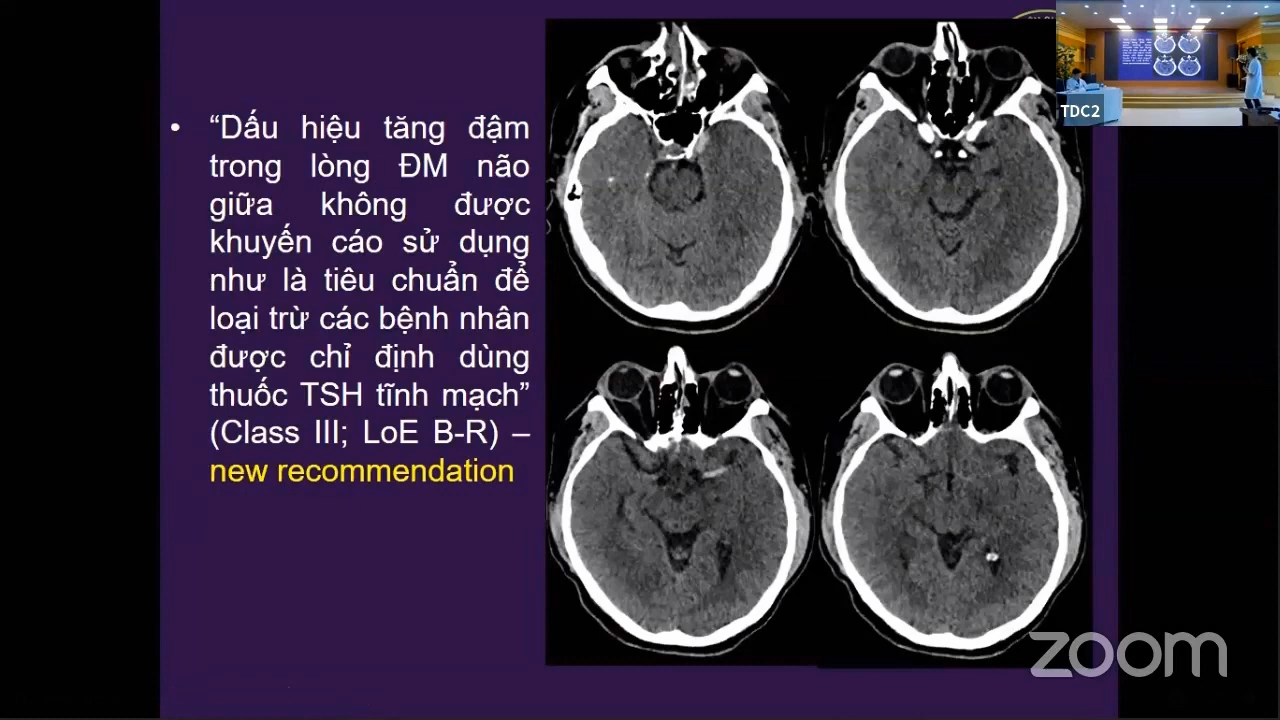 • “Dấu hiệu tăng đậm
trong lòng ĐM não
giữa không được
khuyến cáo sử dụng
như là tiêu chuẩn để
loại trừ các bệnh nhân
được chỉ định dùng
thuốc TSH tĩnh mạch”
(Class III; LoE B-R) –
new recommendation
TDC2
zoom